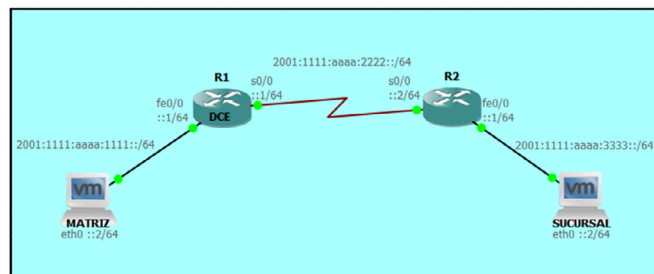 2001:1111:aaaa:2222::/64
R1
s0/0
::1/64
fe0/0
::1/64
DCE
s0/0
::2/64
R2
fe0/0
::1/64
2001:1111:aaaa:1111::/64
2001:1111:aaaa:3333::/64
vm
MATRIZ
eth0 ::2/64
vm
SUCURSAL
eth0 ::2/64